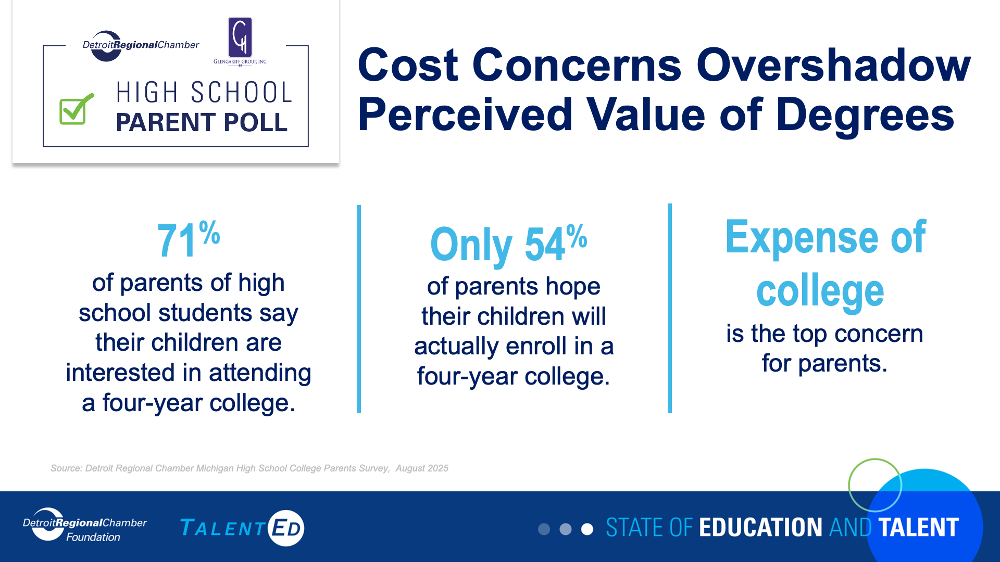 DetroitRegionalChamber
GH
GLENGARIFF GROUP, INC.
HIGH SCHOOL
PARENT POLL
Cost Concerns Overshadow
Perceived Value of Degrees
71%
of parents of high
school students say
their children are
interested in attending
a four-year college.
Only 54%
of parents hope
their children will
actually enroll in a
four-year college.
Expense of
college
is the top concern
for parents.
Source: Detroit Regional Chamber Michigan High School College Parents Survey,  August 2025
DetroitRegionalChamber
Foundation
TALENTED
STATE OF EDUCATION AND TALENT